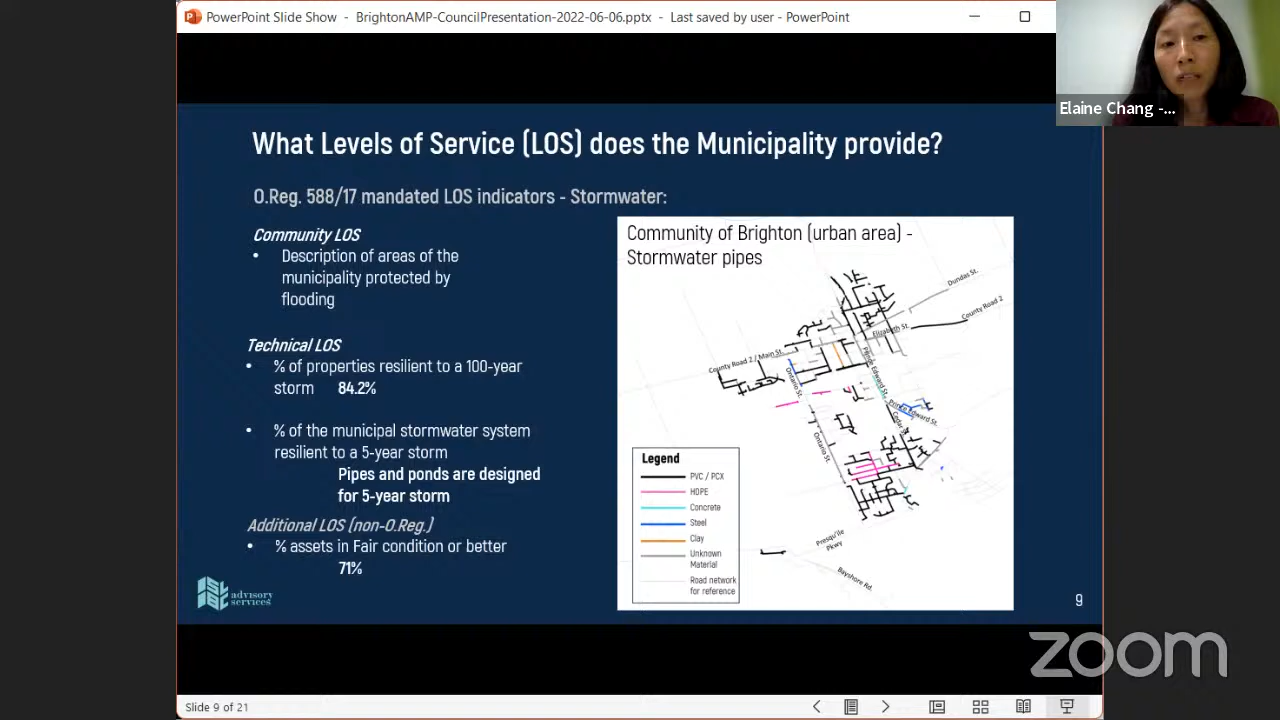 PowerPoint Slide Show - BrightonAMP-CouncilPresentation-2022-06-06.pptx - Last saved by user - PowerPoint
Elaine Chang -...
What Levels of Service (LOS) does the Municipality provide?
O.Reg. 588/17 mandated LOS indicators - Stormwater:
Community LOS
• Description of areas of the
municipality protected by
flooding
Technical LOS
• % of properties resilient to a 100-year
storm 84.2%
• % of the municipal stormwater system
resilient to a 5-year storm
Pipes and ponds are designed
for 5-year storm
Additional LOS (non-O.Reg.)
• % assets in Fair condition or better
71%
advisory
services
Community of Brighton (urban area) -
Stormwater pipes
Dundas St.
County Road 2
Elizabeth St.
County Road 2 / Main St.
Prince Edward St.
Ontario St.
Prince Edward St.
Cedar St.
Ontario St.
Presqu'ile
Pkwy
Bayshore Rd.
Legend
PVC / PCX
HDPE
Concrete
Steel
Clay
Unknown
Material
Road network
for reference
9
zoom
Slide 9 of 21